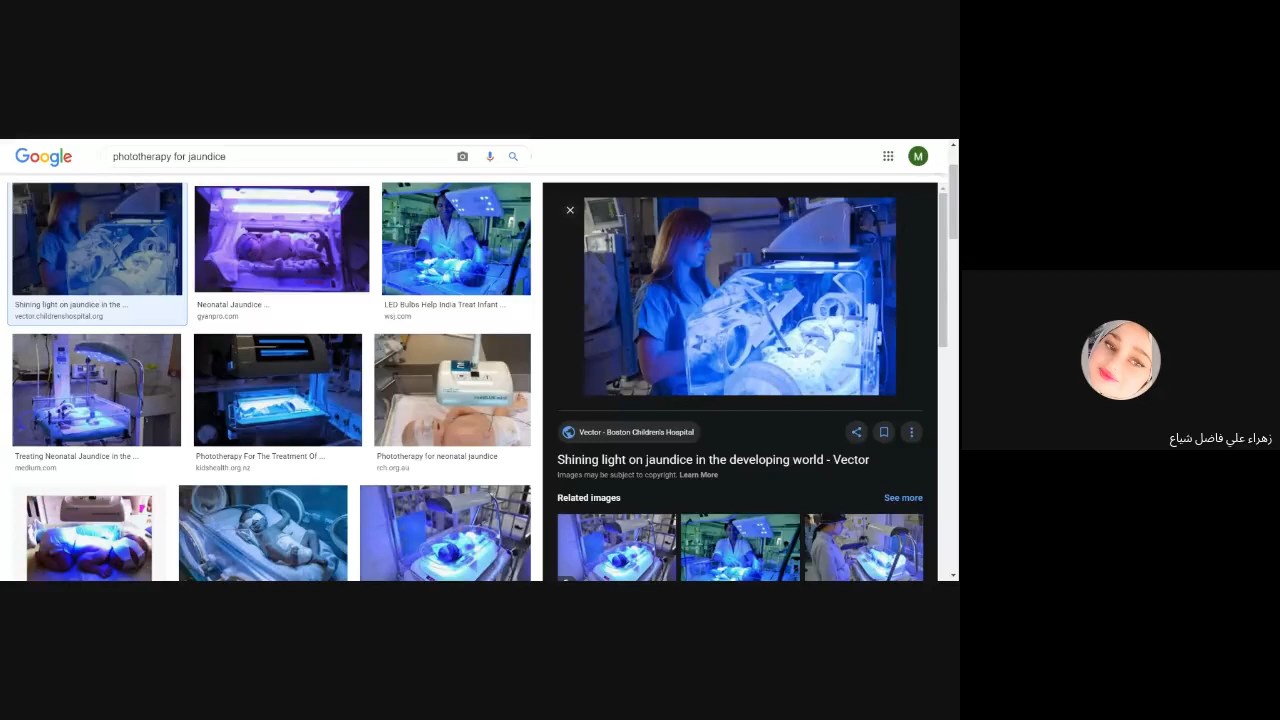 Google
phototherapy for jaundice
M
Shining light on jaundice in the ...
vector.childrenshospital.org
Neonatal Jaundice ...
gyanpro.com
LED Bulbs Help India Treat Infant ...
wsj.com
Treating Neonatal Jaundice in the ...
medium.com
Phototherapy For The Treatment Of ...
kidshealth.org.nz
Phototherapy for neonatal jaundice
rch.org.au
Vector - Boston Children's Hospital
Shining light on jaundice in the developing world - Vector
Images may be subject to copyright. Learn More
Related images
See more
زهراء علي فاضل شياع